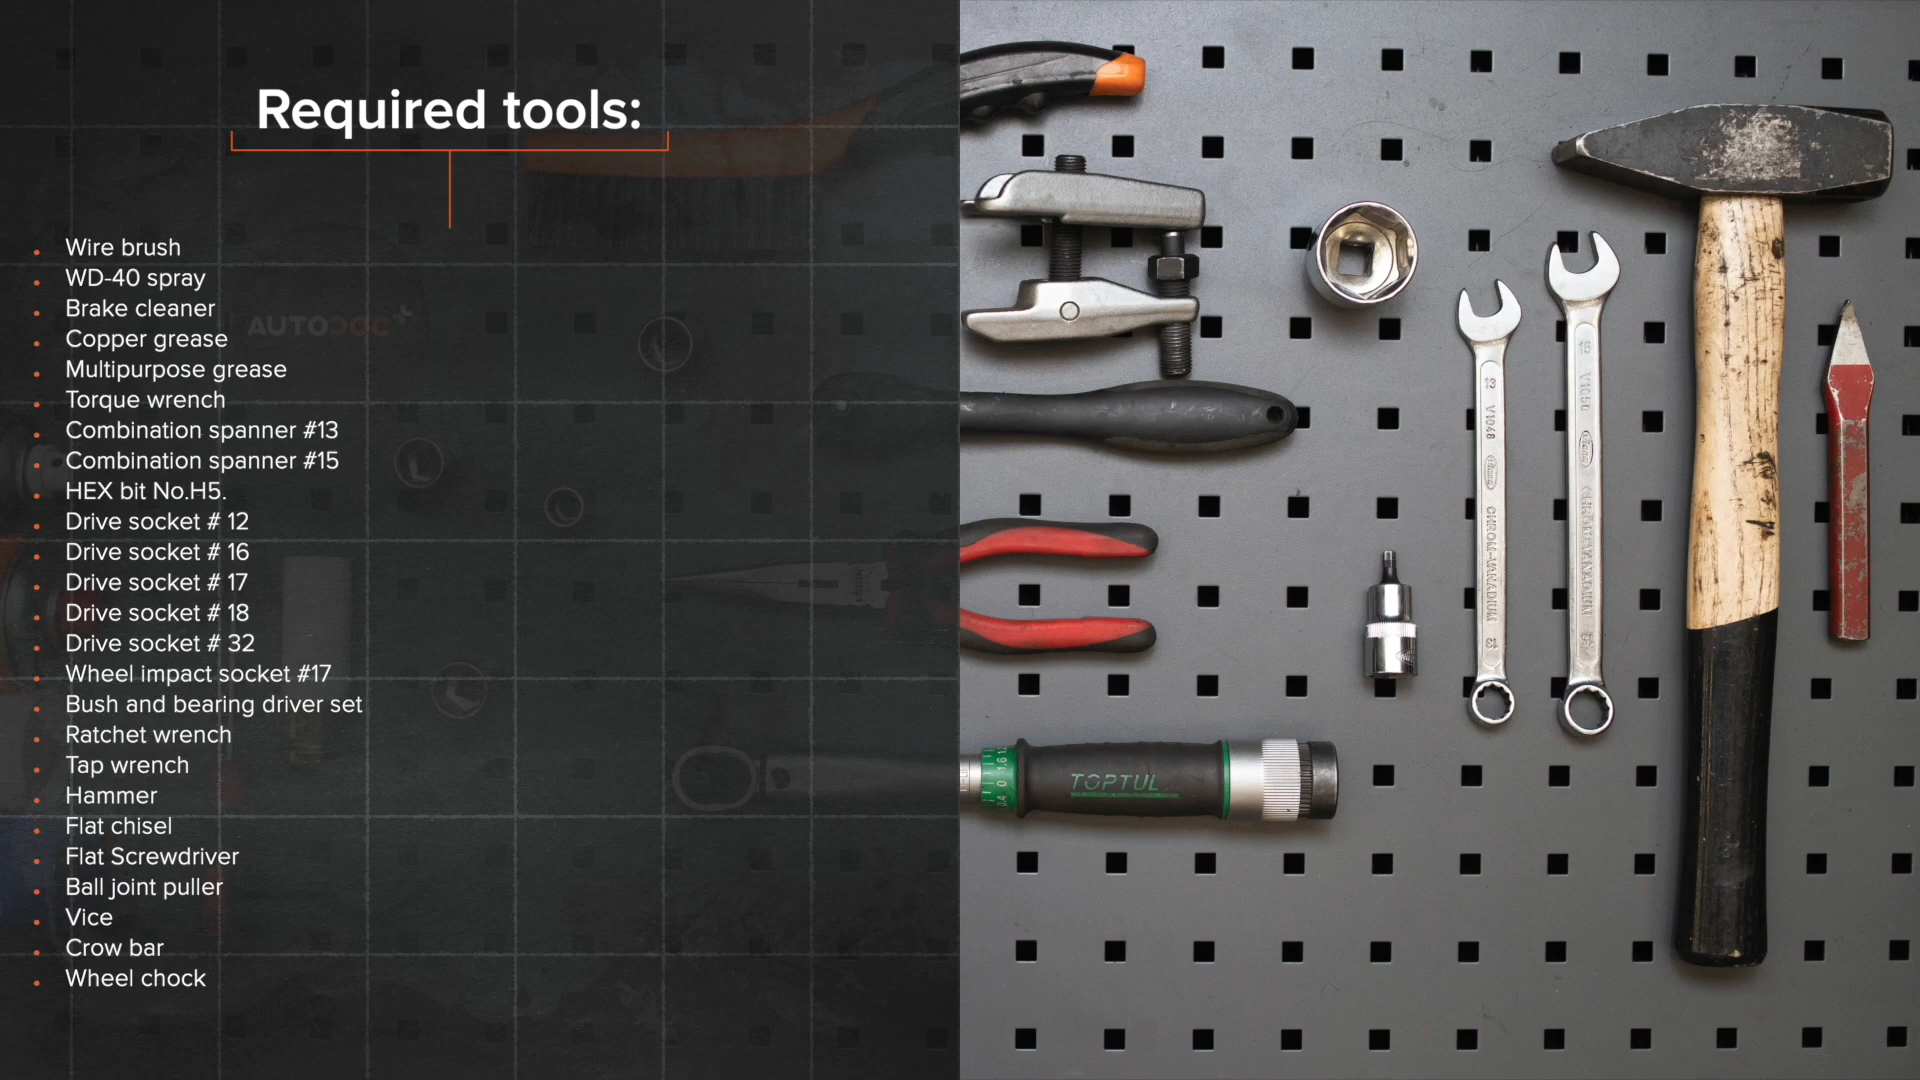 Required tools:
Wire brush
WD-40 spray
Brake cleaner
AUTODOC+
Copper grease
Multipurpose grease
Torque wrench
Combination spanner #13
Combination spanner #15
HEX bit No.H5.
Drive socket # 12
Drive socket # 16
Drive socket # 17
Drive socket # 18
Drive socket # 32
Wheel impact socket #17
Bush and bearing driver set
Ratchet wrench
Tap wrench
Hammer
Flat chisel
Flat Screwdriver
Ball joint puller
Vice
Crow bar
Wheel chock
13
V1048
CHROM-VANADIUM
TOPTUL